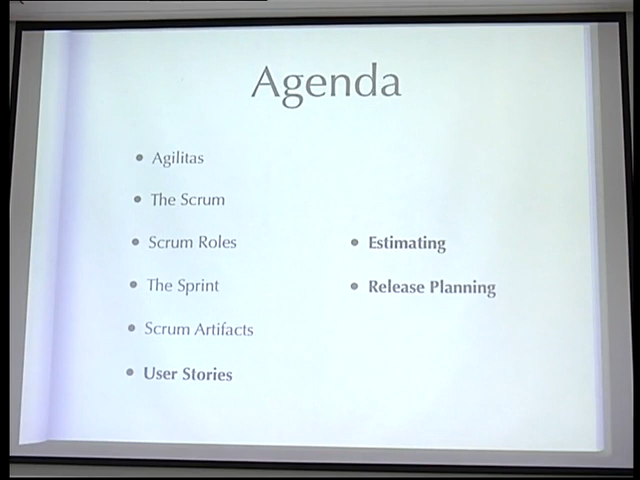 Agenda
• Agilitas
• The Scrum
• Scrum Roles
• The Sprint
• Scrum Artifacts
• User Stories
• Estimating
• Release Planning